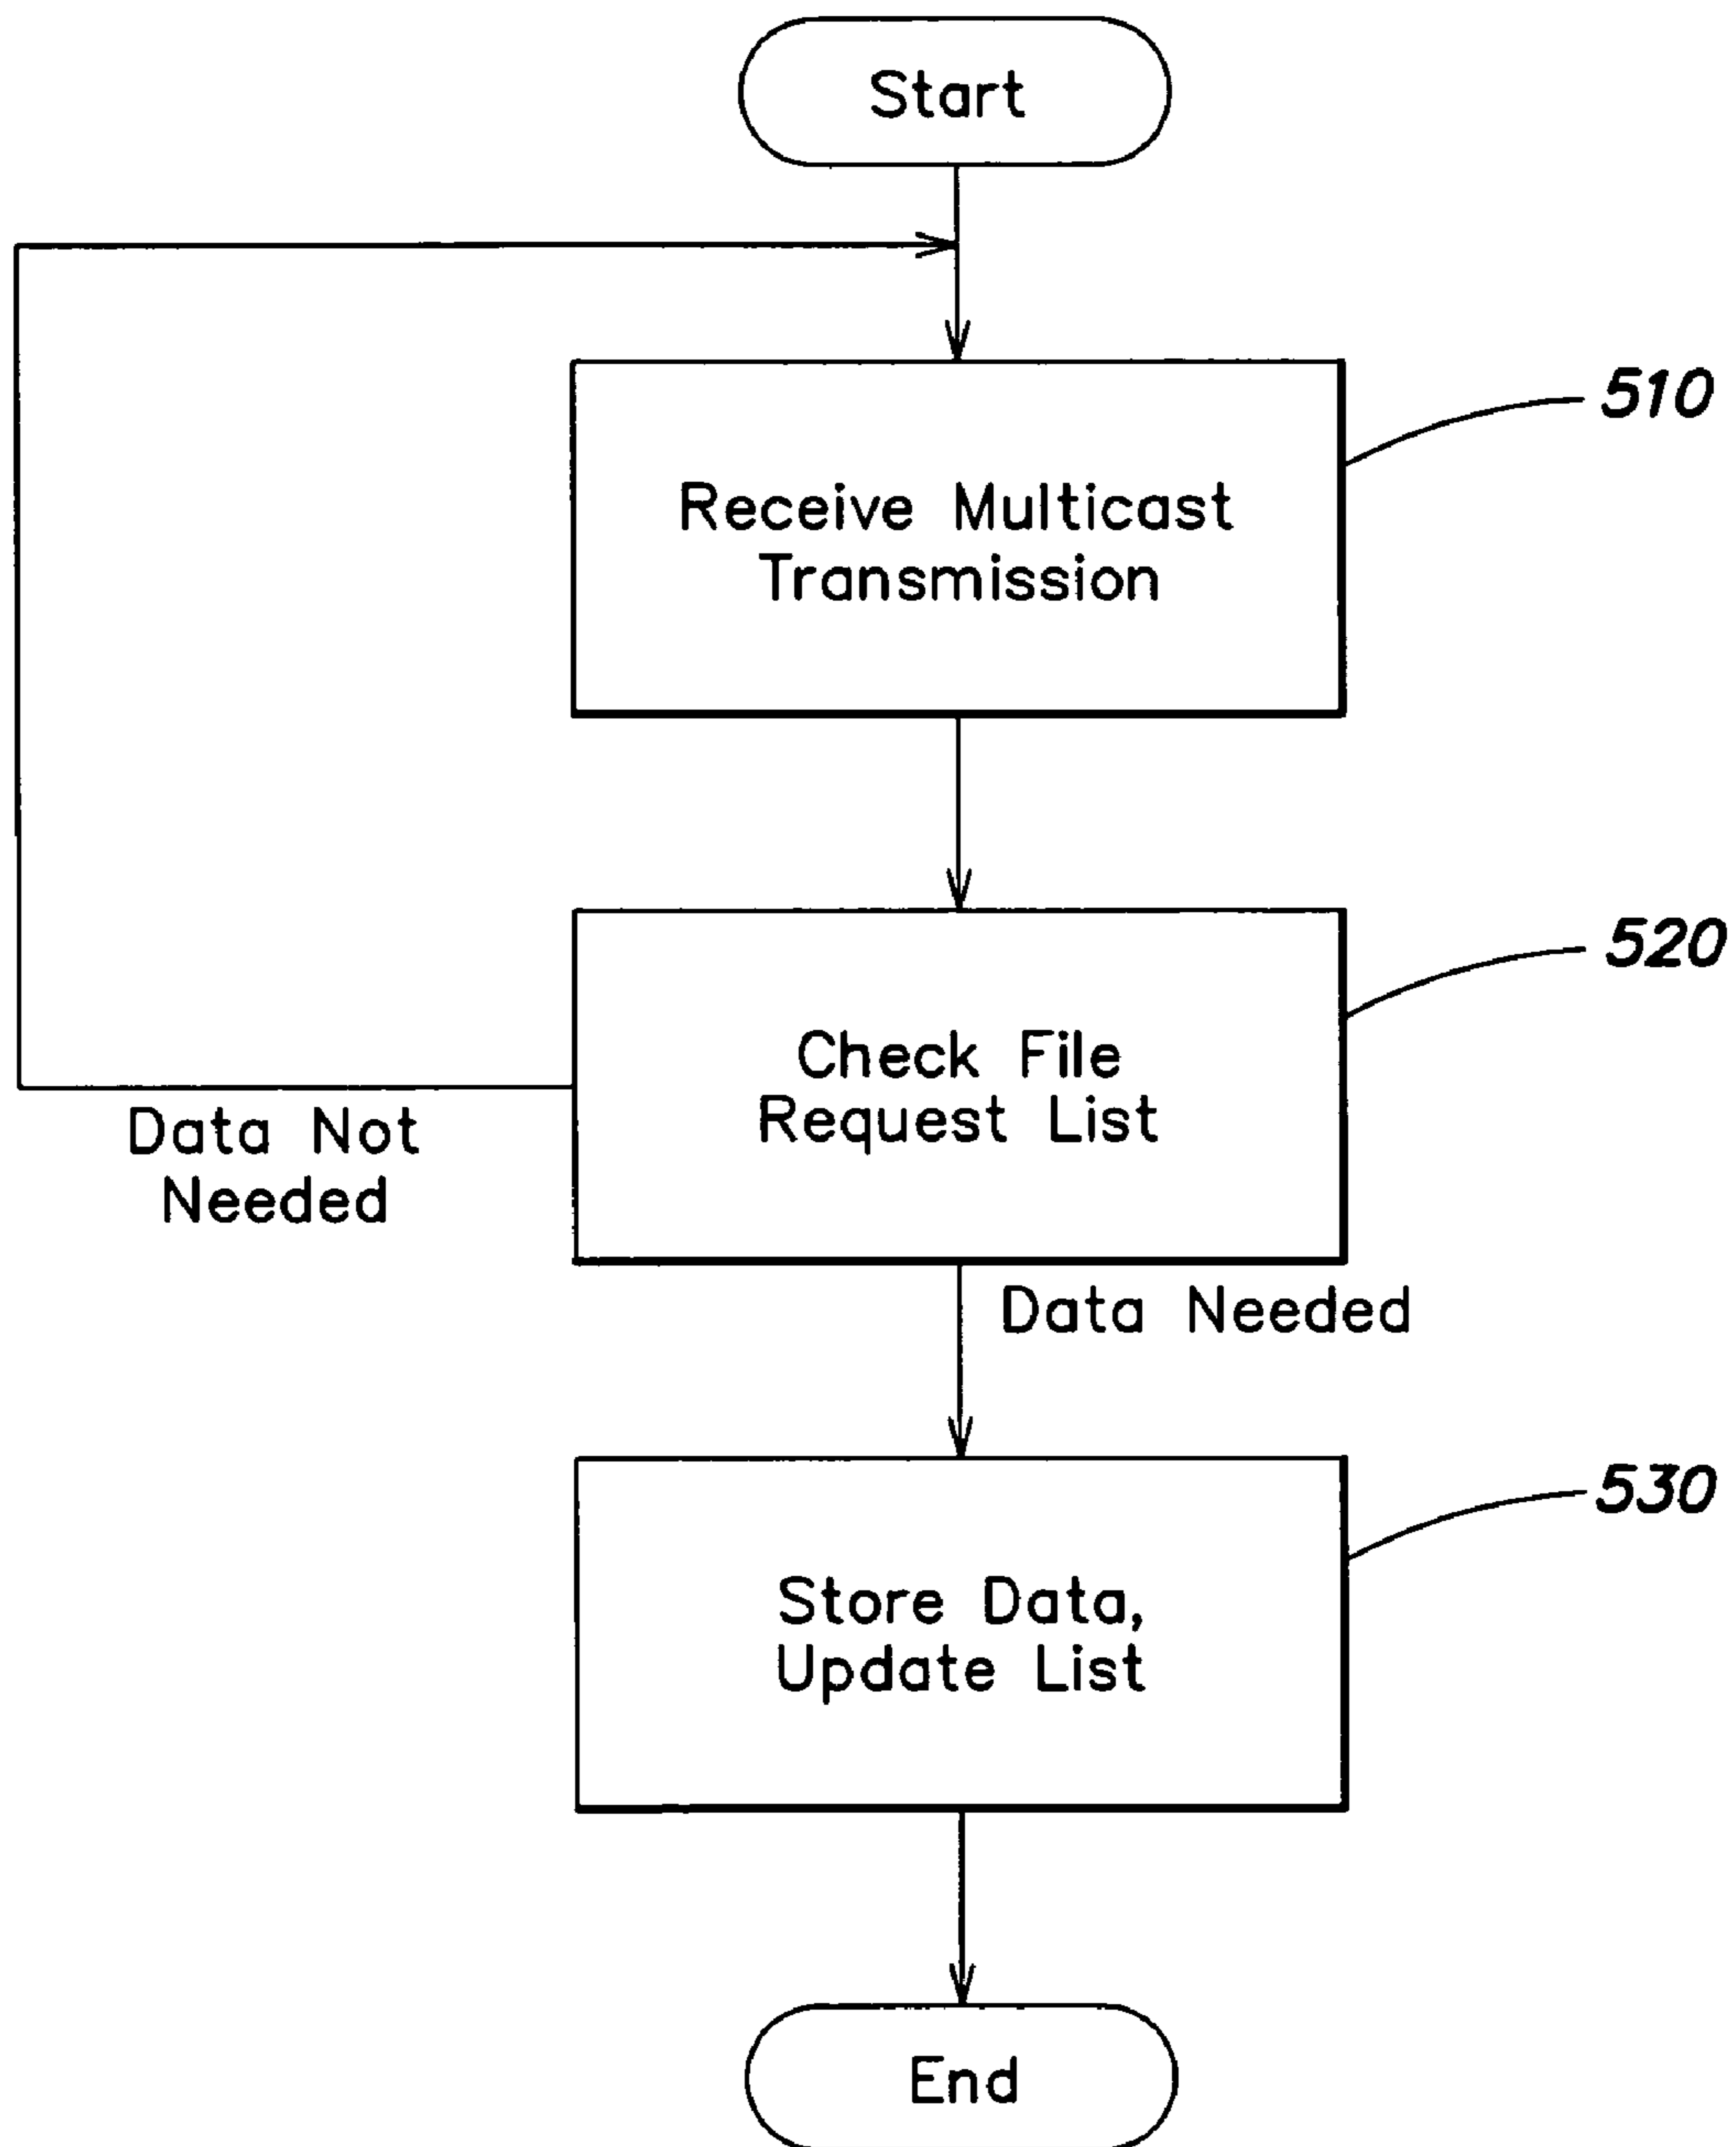 Start
510
Receive Multicast
Transmission
520
Check File
Request List
Data Not
Needed
Data Needed
530
Store Data,
Update List
End